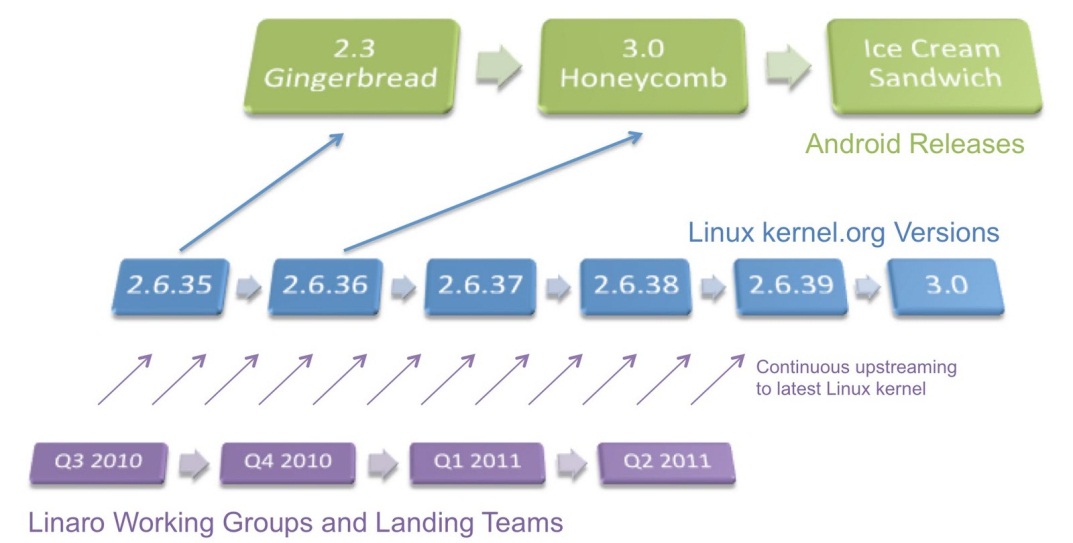 2.3
Gingerbread
3.0
Honeycomb
Ice Cream
Sandwich
Android Releases
Linux kernel.org Versions
2.6.35
2.6.36
2.6.37
2.6.38
2.6.39
3.0
Continuous upstreaming
to latest Linux kernel
Q3 2010
Q4 2010
Q1 2011
Q2 2011
Linaro Working Groups and Landing Teams